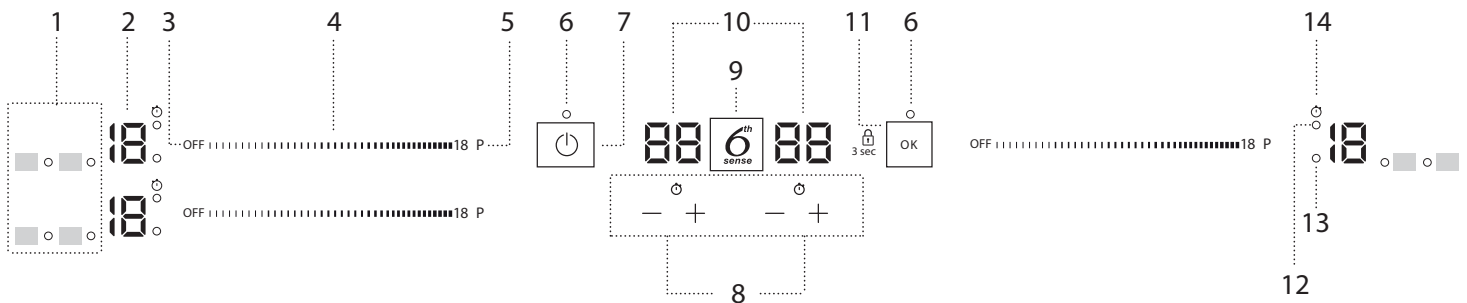 1 2 3 4 5 6 7 10 11 6 14
9
18 OFF 18 P 88 6th sense 88 3 sec OK OFF 18 P 18
18 OFF 18 P
− + − +
13
8 12